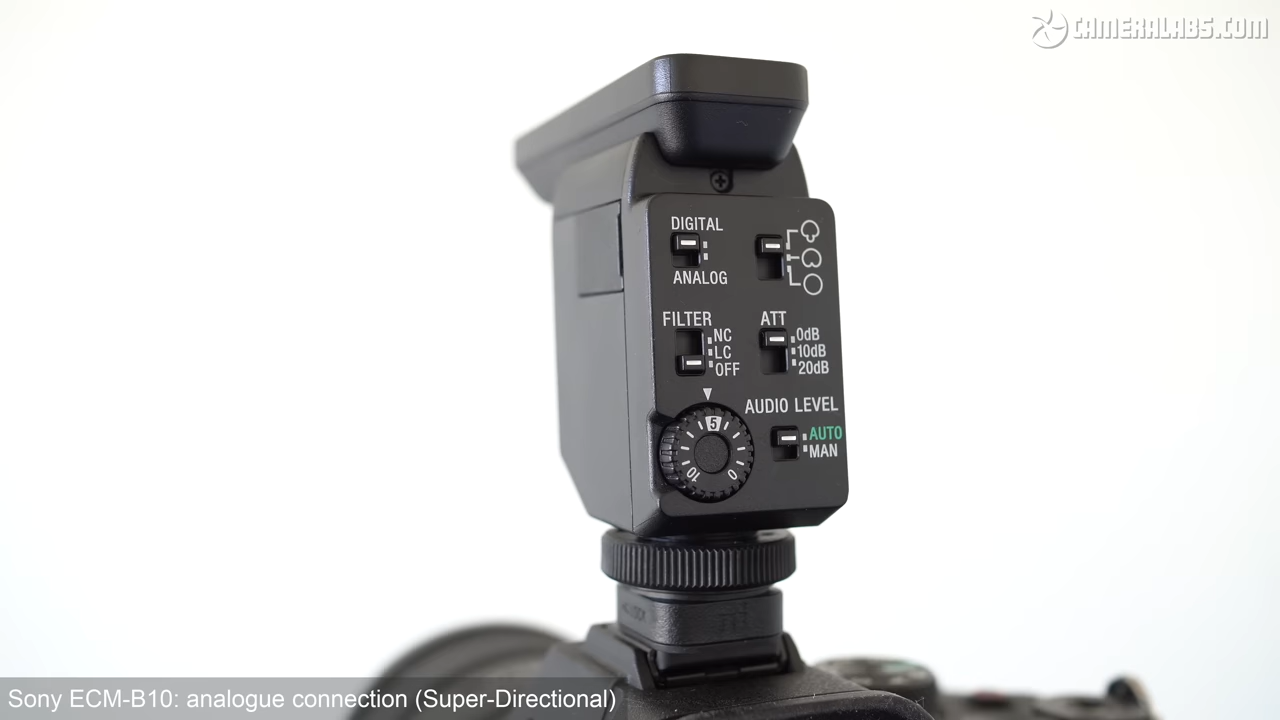 CAMERALABS.COM
DIGITAL
ANALOG
FILTER
NC
LC
OFF
ATT
0dB
10dB
20dB
AUDIO LEVEL
AUTO
MAN
5
10
0
Sony ECM-B10: analogue connection (Super-Directional)